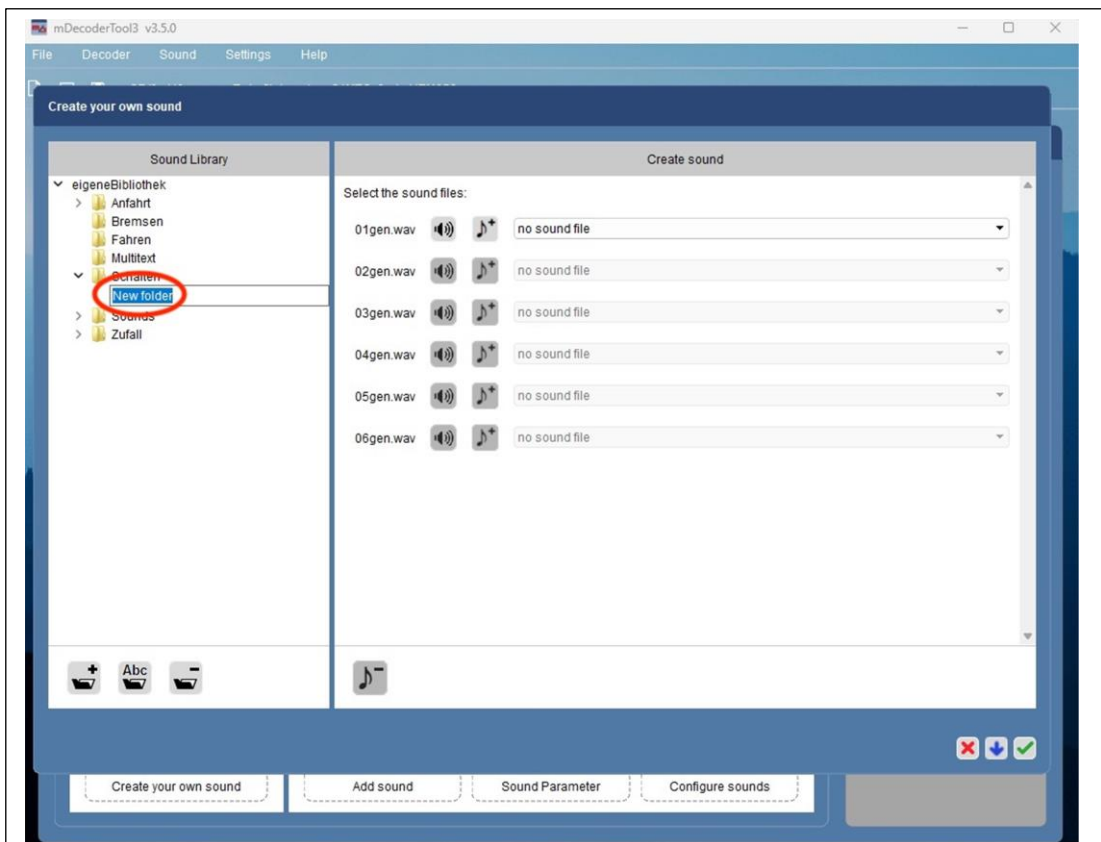 mDecoderTool3 v3.5.0
File Decoder Sound Settings Help
Create your own sound
Sound Library
eigeneBibliothek
Anfahrt
Bremsen
Fahren
Multitext
Schalten
New folder
Sounds
Zufall
Abc
Create sound
Select the sound files:
01gen.wav no sound file
02gen.wav no sound file
03gen.wav no sound file
04gen.wav no sound file
05gen.wav no sound file
06gen.wav no sound file
Create your own sound Add sound Sound Parameter Configure sounds